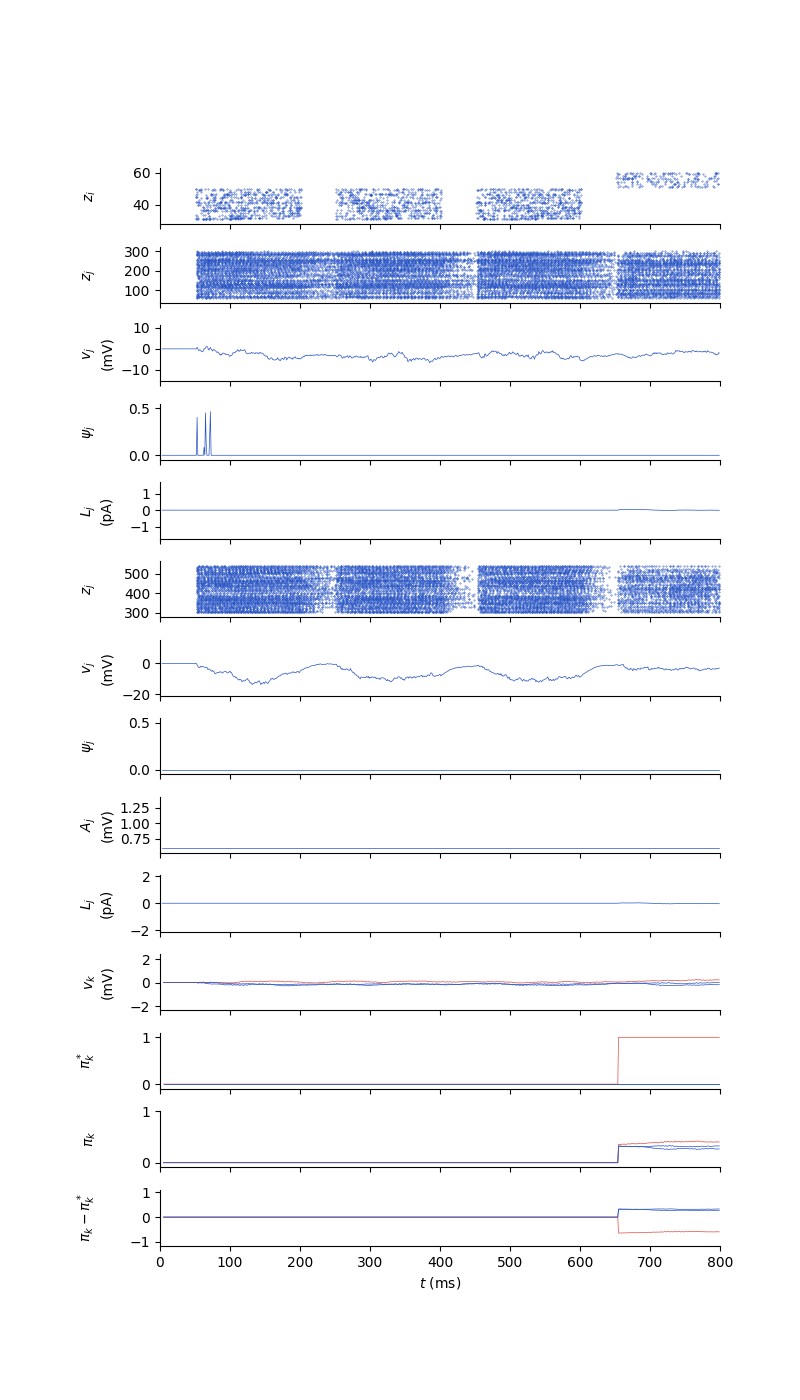 60
40
z_i
300
200
100
z_j
10
0
−10
v_j
(mV)
0.5
0.0
ψ_j
1
0
−1
L_j
(pA)
500
400
300
z_j
0
−20
v_j
(mV)
0.5
0.0
ψ_j
1.25
1.00
0.75
A_j
(mV)
2
0
−2
L_j
(pA)
2
0
−2
v_k
(mV)
1
0
π_k^*
1
0
π_k
1
0
−1
π_k − π_k^*
0 100 200 300 400 500 600 700 800
t (ms)